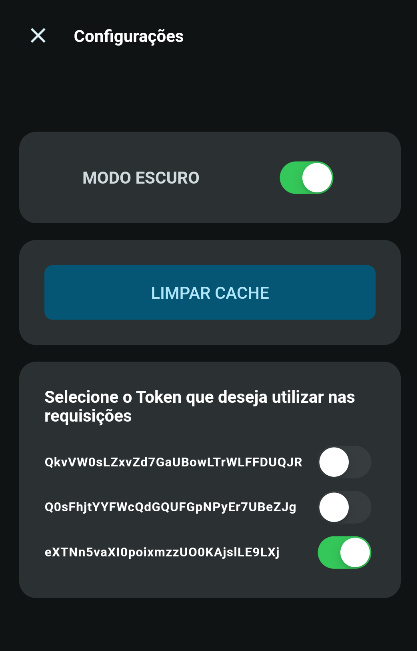 Configurações
MODO ESCURO
LIMPAR CACHE
Selecione o Token que deseja utilizar nas
requisições
QkvVW0sLZxvZd7GaUBowLTrWLFFDUQJR
Q0sFhjtYYFWcQdGQUFGpNPyEr7UBeZJg
eXTNn5vaXI0poixmzzUO0KAjslLE9LXj